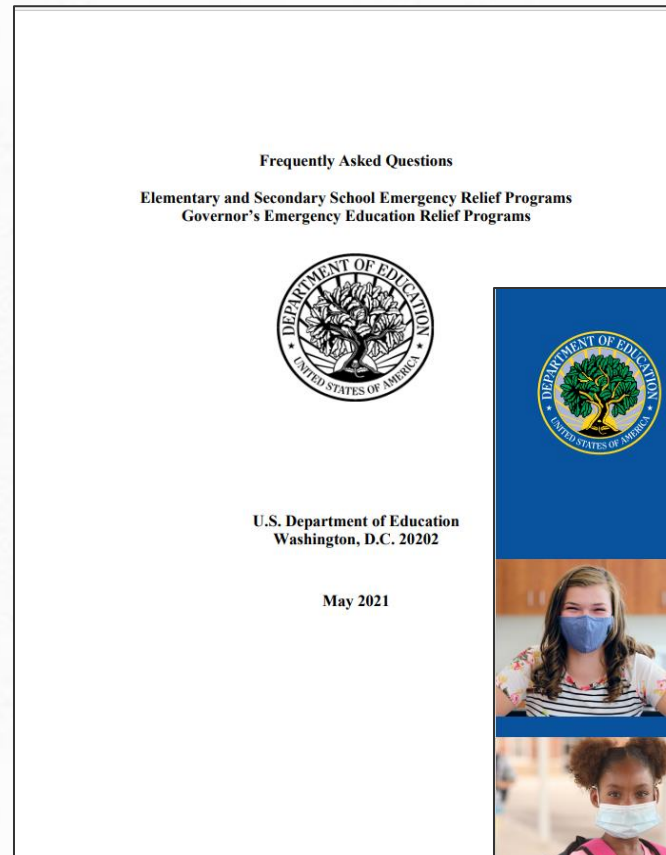 Frequently Asked Questions
Elementary and Secondary School Emergency Relief Programs
Governor's Emergency Education Relief Programs
DEPARTMENT OF EDUCATION
UNITED STATES OF AMERICA
U.S. Department of Education
Washington, D.C. 20202
May 2021
DEPARTMENT OF EDUCATION
UNITED STATES OF AMERICA